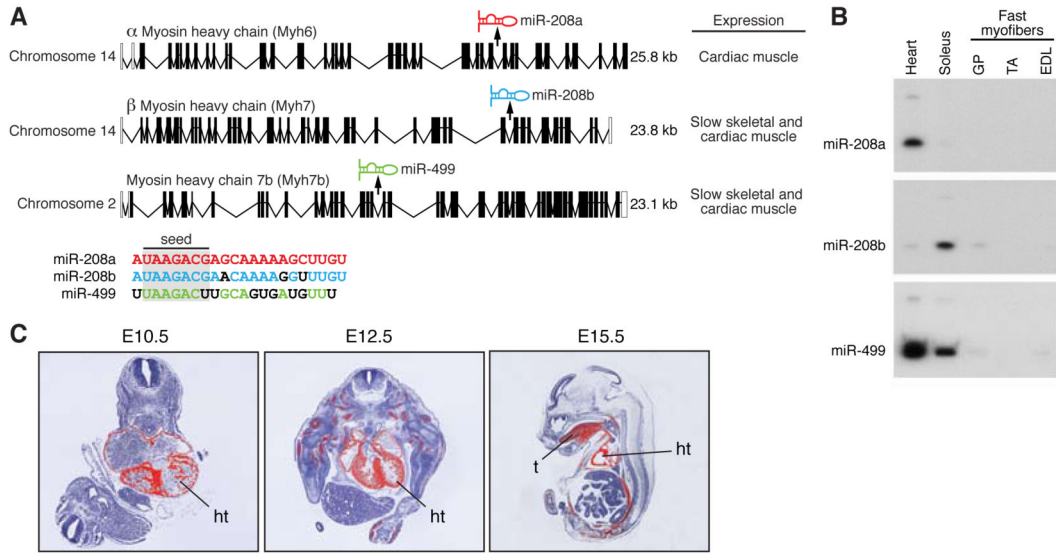 A
α Myosin heavy chain (Myh6)
miR-208a
Expression
Chromosome 14
25.8 kb
Cardiac muscle
β Myosin heavy chain (Myh7)
miR-208b
Chromosome 14
23.8 kb
Slow skeletal and
cardiac muscle
Myosin heavy chain 7b (Myh7b)
miR-499
Chromosome 2
23.1 kb
Slow skeletal and
cardiac muscle
seed
miR-208a AUAAGACGAGCAAAAAGCUUGU
miR-208b AUAAGACGAACAAAAGGUUUGU
miR-499 UUAAGACUUGCAGUGAUGUUU
B
Fast
myofibers
Heart
Soleus
GP
TA
EDL
miR-208a
miR-208b
miR-499
C
E10.5
E12.5
E15.5
ht
ht
t
ht